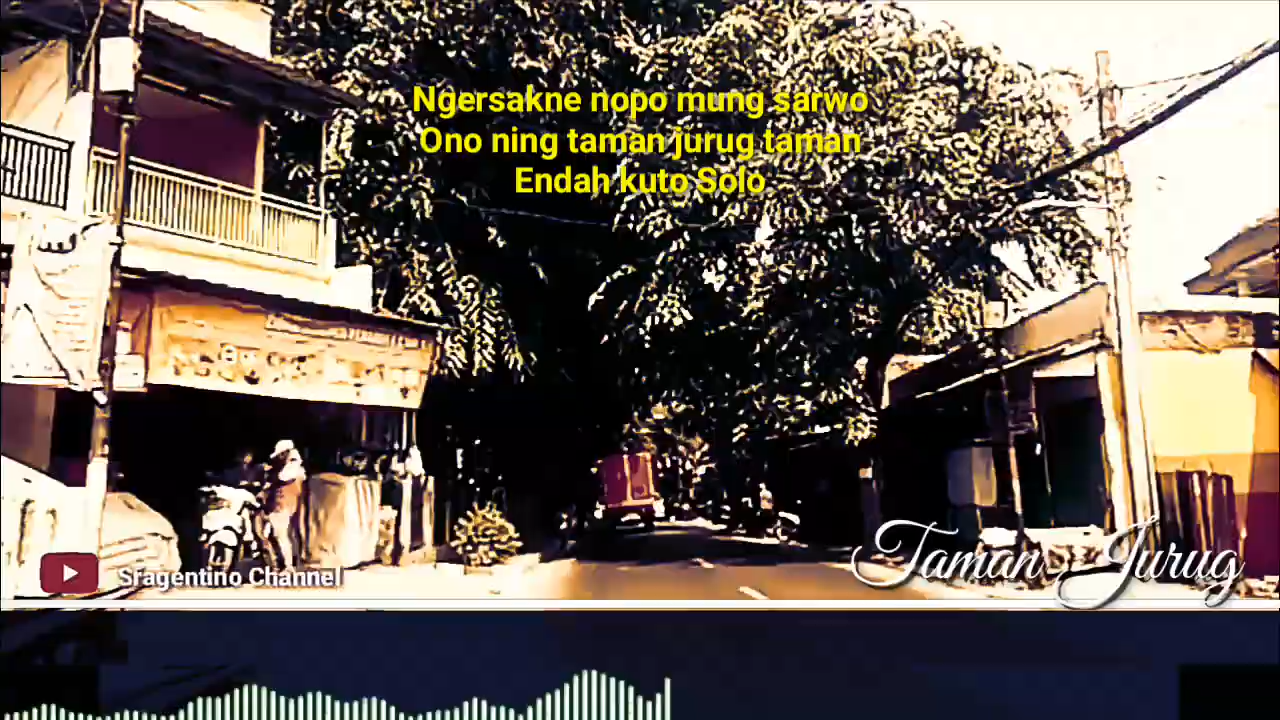 Ngersakne nopo mung sarwo
Ono ning taman jurug taman
Endah kuto Solo
Sragentino Channel
Taman Jurug